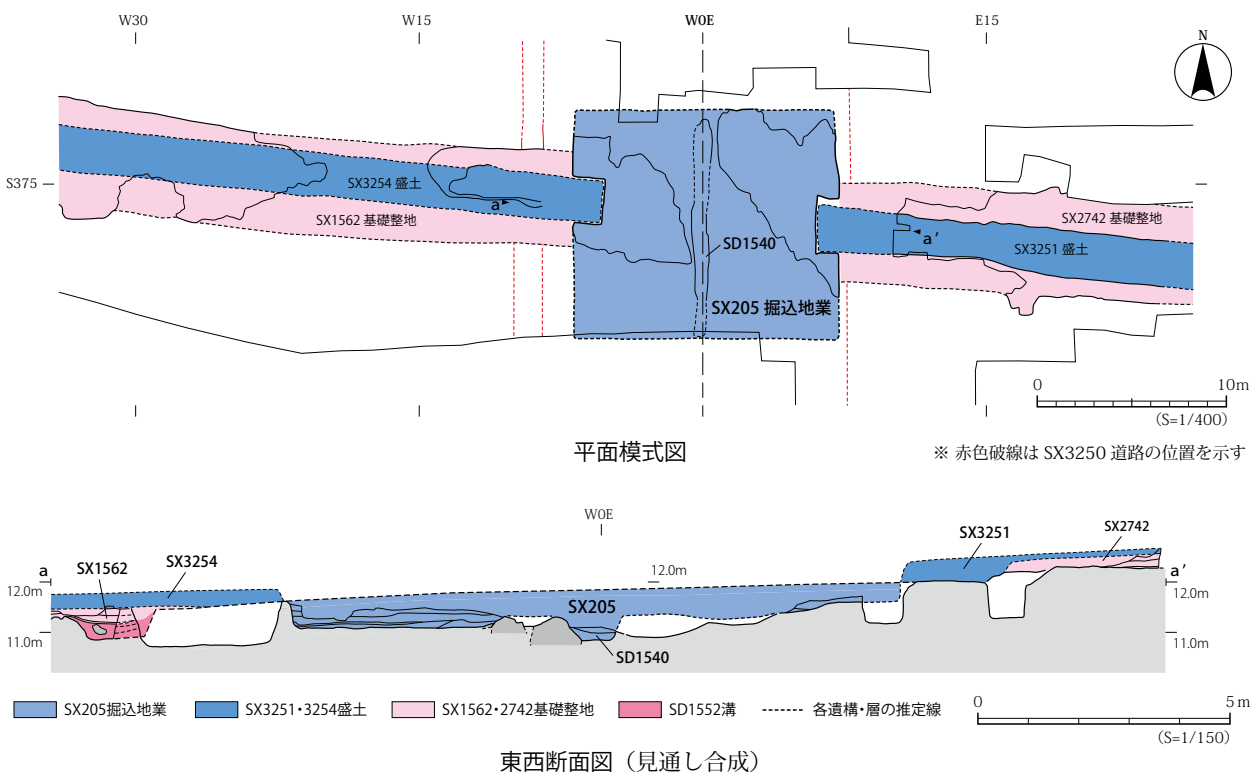 W30
W15
W0E
E15
N
S375
SX3254 盛土
a
SX1562 基礎整地
SD1540
a′
SX2742 基礎整地
SX3251 盛土
SX205 掘込地業
0
10m
(S=1/400)
平面模式図
※ 赤色破線は SX3250 道路の位置を示す
W0E
a
SX1562
SX3254
SX3251
SX2742
a′
12.0m
12.0m
12.0m
SX205
11.0m
11.0m
SD1540
SX205掘込地業
SX3251・3254盛土
SX1562・2742基礎整地
SD1552溝
各遺構・層の推定線
0
5 m
(S=1/150)
東西断面図（見通し合成）